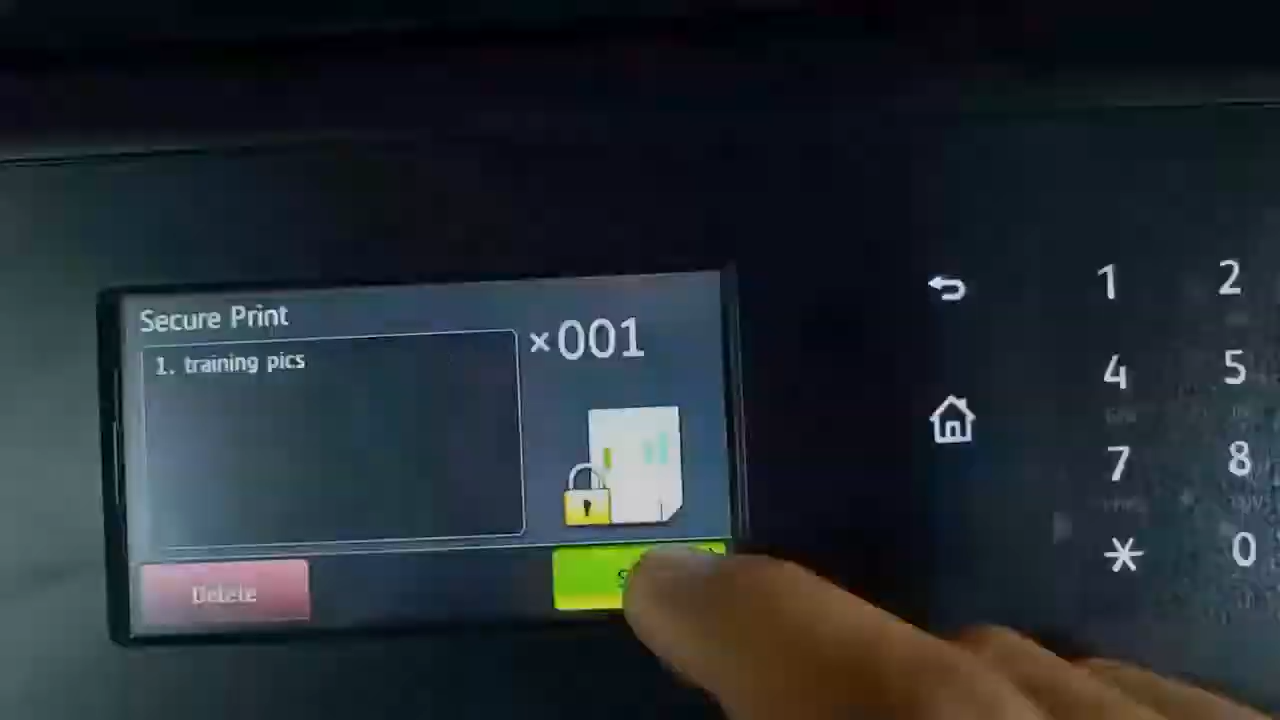 Secure Print
1. training pics
×001
Delete
1 2
4 5
7 8
* 0